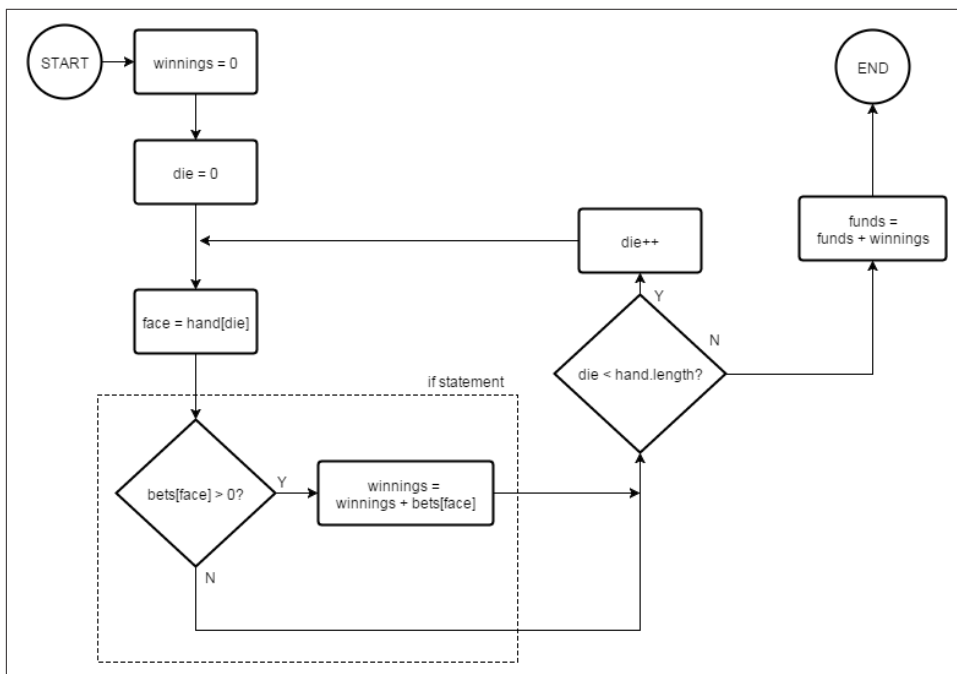 START
winnings = 0
die = 0
face = hand[die]
if statement
bets[face] > 0?
Y
winnings =
winnings + bets[face]
N
die < hand.length?
Y
die++
N
funds =
funds + winnings
END